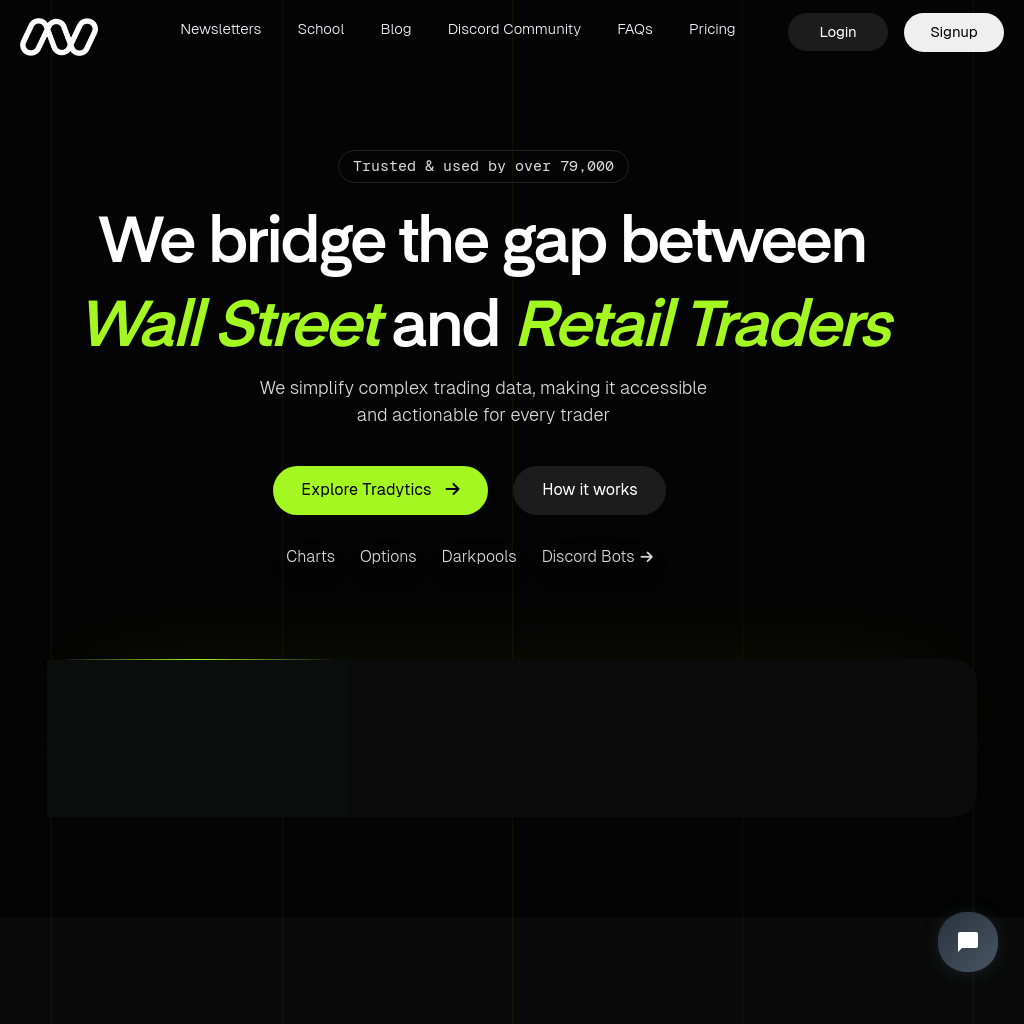 Newsletters School Blog Discord Community FAQs Pricing Login Signup
Trusted & used by over 79,000
We bridge the gap between
Wall Street and Retail Traders
We simplify complex trading data, making it accessible
and actionable for every trader
Explore Tradytics → How it works
Charts Options Darkpools Discord Bots →